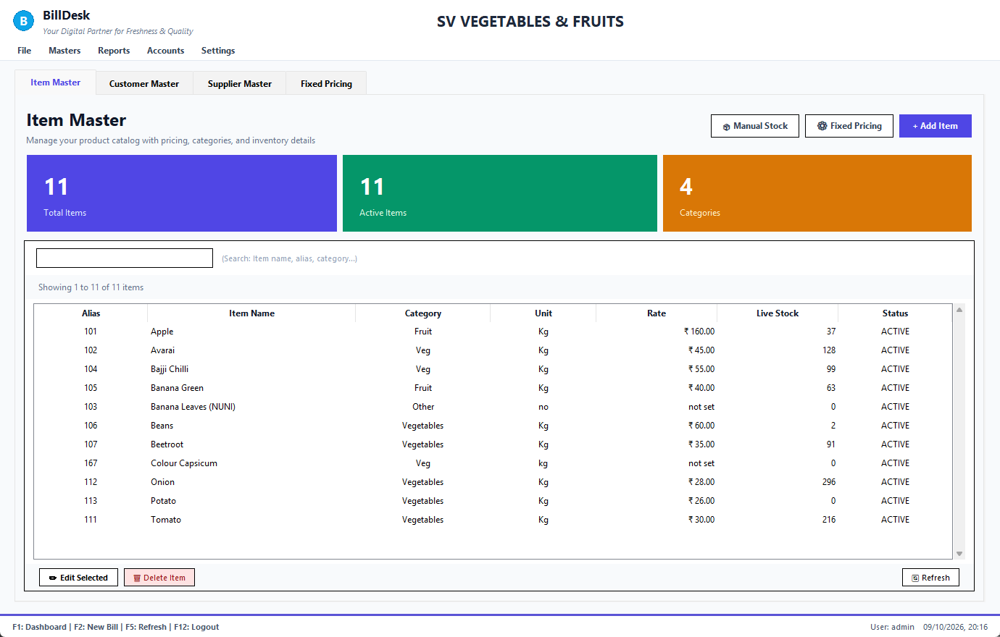 B BillDesk
Your Digital Partner for Freshness & Quality
SV VEGETABLES & FRUITS
File Masters Reports Accounts Settings
Item Master Customer Master Supplier Master Fixed Pricing
Item Master
Manage your product catalog with pricing, categories, and inventory details
Manual Stock Fixed Pricing + Add Item
11
Total Items
11
Active Items
4
Categories
(Search: Item name, alias, category...)
Showing 1 to 11 of 11 items
Alias Item Name Category Unit Rate Live Stock Status
101 Apple Fruit Kg ₹ 160.00 37 ACTIVE
102 Avarai Veg Kg ₹ 45.00 128 ACTIVE
104 Bajji Chilli Veg Kg ₹ 55.00 99 ACTIVE
105 Banana Green Fruit Kg ₹ 40.00 63 ACTIVE
103 Banana Leaves (NUNI) Other no not set 0 ACTIVE
106 Beans Vegetables Kg ₹ 60.00 2 ACTIVE
107 Beetroot Vegetables Kg ₹ 35.00 91 ACTIVE
167 Colour Capsicum Veg kg not set 0 ACTIVE
112 Onion Vegetables Kg ₹ 28.00 296 ACTIVE
113 Potato Vegetables Kg ₹ 26.00 0 ACTIVE
111 Tomato Vegetables Kg ₹ 30.00 216 ACTIVE
Edit Selected Delete Item Refresh
F1: Dashboard | F2: New Bill | F5: Refresh | F12: Logout User: admin 09/10/2026, 20:16